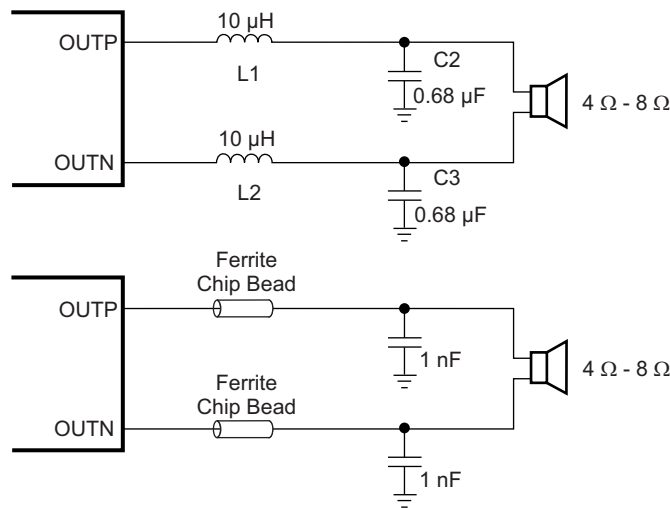 10 µH
OUTP
L1
C2
0.68 µF
4 Ω - 8 Ω
10 µH
OUTN
L2
C3
0.68 µF
Ferrite
Chip Bead
OUTP
1 nF
4 Ω - 8 Ω
Ferrite
Chip Bead
OUTN
1 nF